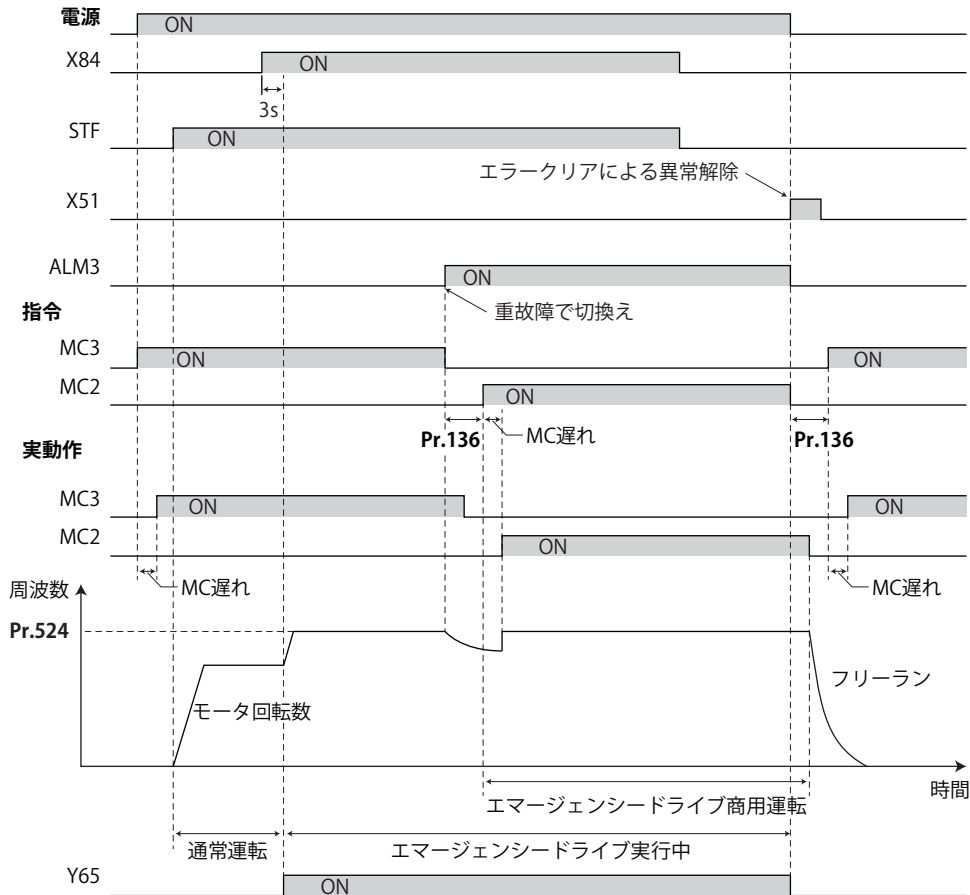 電源
ON
X84
ON
3s
STF
ON
エラークリアによる異常解除
X51
ALM3
ON
重故障で切換え
指令
MC3
ON
ON
MC2
ON
Pr.136
MC遅れ
Pr.136
実動作
MC3
ON
ON
MC2
ON
MC遅れ
MC遅れ
周波数
Pr.524
フリーラン
モータ回転数
時間
エマージェンシードライブ商用運転
通常運転
エマージェンシードライブ実行中
Y65
ON